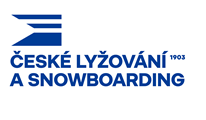 ČESKÉ LYŽOVÁNÍ 1903
A SNOWBOARDING